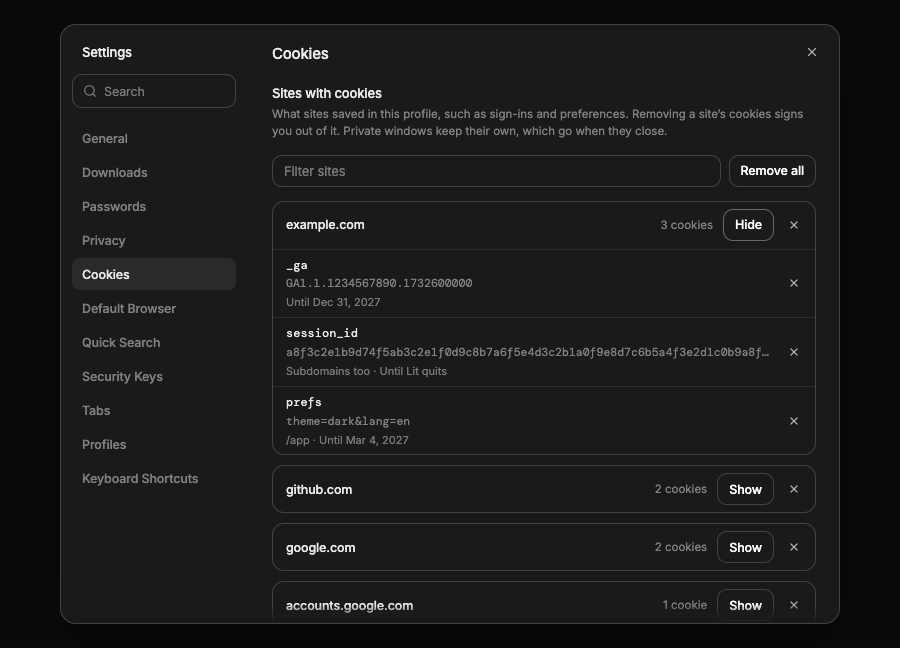 Settings
Search
General
Downloads
Passwords
Privacy
Cookies
Default Browser
Quick Search
Security Keys
Tabs
Profiles
Keyboard Shortcuts
Cookies
Sites with cookies
What sites saved in this profile, such as sign-ins and preferences. Removing a site’s cookies signs
you out of it. Private windows keep their own, which go when they close.
Filter sites
Remove all
example.com
3 cookies
Hide
_ga
GA1.1.1234567890.1732600000
Until Dec 31, 2027
session_id
a8f3c2e1b9d74f5ab3c2e1f0d9c8b7a6f5e4d3c2b1a0f9e8d7c6b5a4f3e2d1c0b9a8f…
Subdomains too · Until Lit quits
prefs
theme=dark&lang=en
/app · Until Mar 4, 2027
github.com
2 cookies
Show
google.com
2 cookies
Show
accounts.google.com
1 cookie
Show